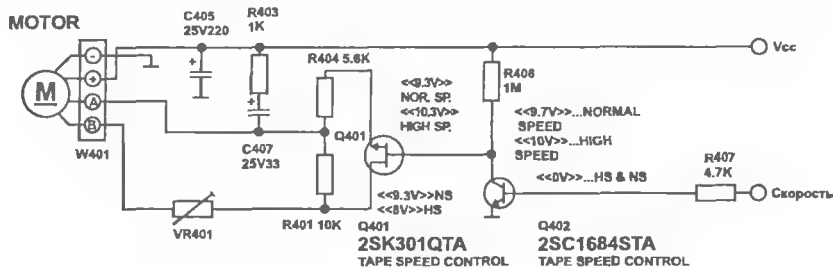 MOTOR
C405
25V220
R403
1K
Vcc
R404 5.6K
R406
1M
<<9.3V>>
NOR. SP.
<<10.3V>>
HIGH SP.
<<9.7V>>...NORMAL
SPEED
<<10V>>...HIGH
SPEED
-
+
A
B
M
+
+
W401
C407
25V33
Q401
R407
4.7K
<<0V>>...HS & NS
Скорость
<<9.3V>>NS
<<8V>>HS
VR401
R401 10K
Q401
2SK301QTA
TAPE SPEED CONTROL
Q402
2SC1684STA
TAPE SPEED CONTROL